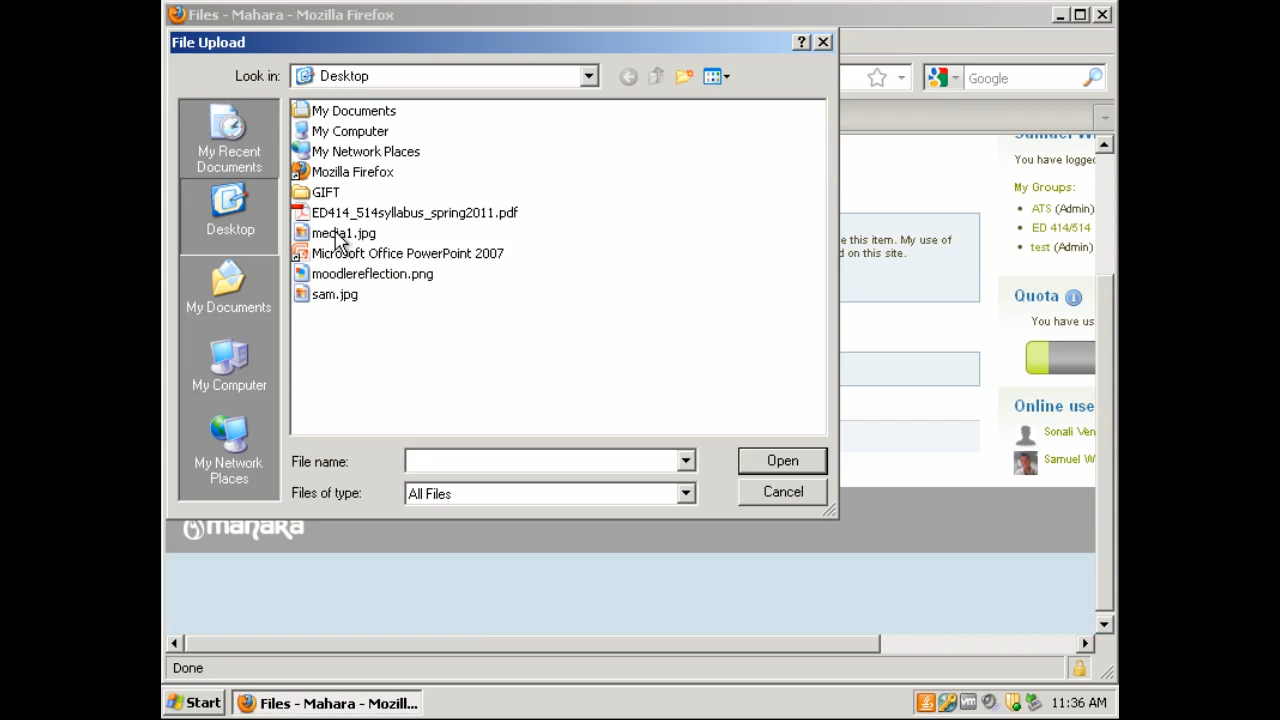 Files - Mahara - Mozilla Firefox
File Upload
Look in: Desktop
Google
My Recent
Documents
Desktop
My Documents
My Computer
My Network
Places
My Documents
My Computer
My Network Places
Mozilla Firefox
GIFT
ED414_514syllabus_spring2011.pdf
media1.jpg
Microsoft Office PowerPoint 2007
moodlereflection.png
sam.jpg
File name:
Open
Files of type: All Files
Cancel
You have logge
My Groups:
ATS (Admin)
ED 414/514
test (Admin)
e this item. My use of
d on this site.
Quota
You have us
Online use
Sonali Ven
Samuel W
mahara
Done
Start
Files - Mahara - Mozill...
11:36 AM